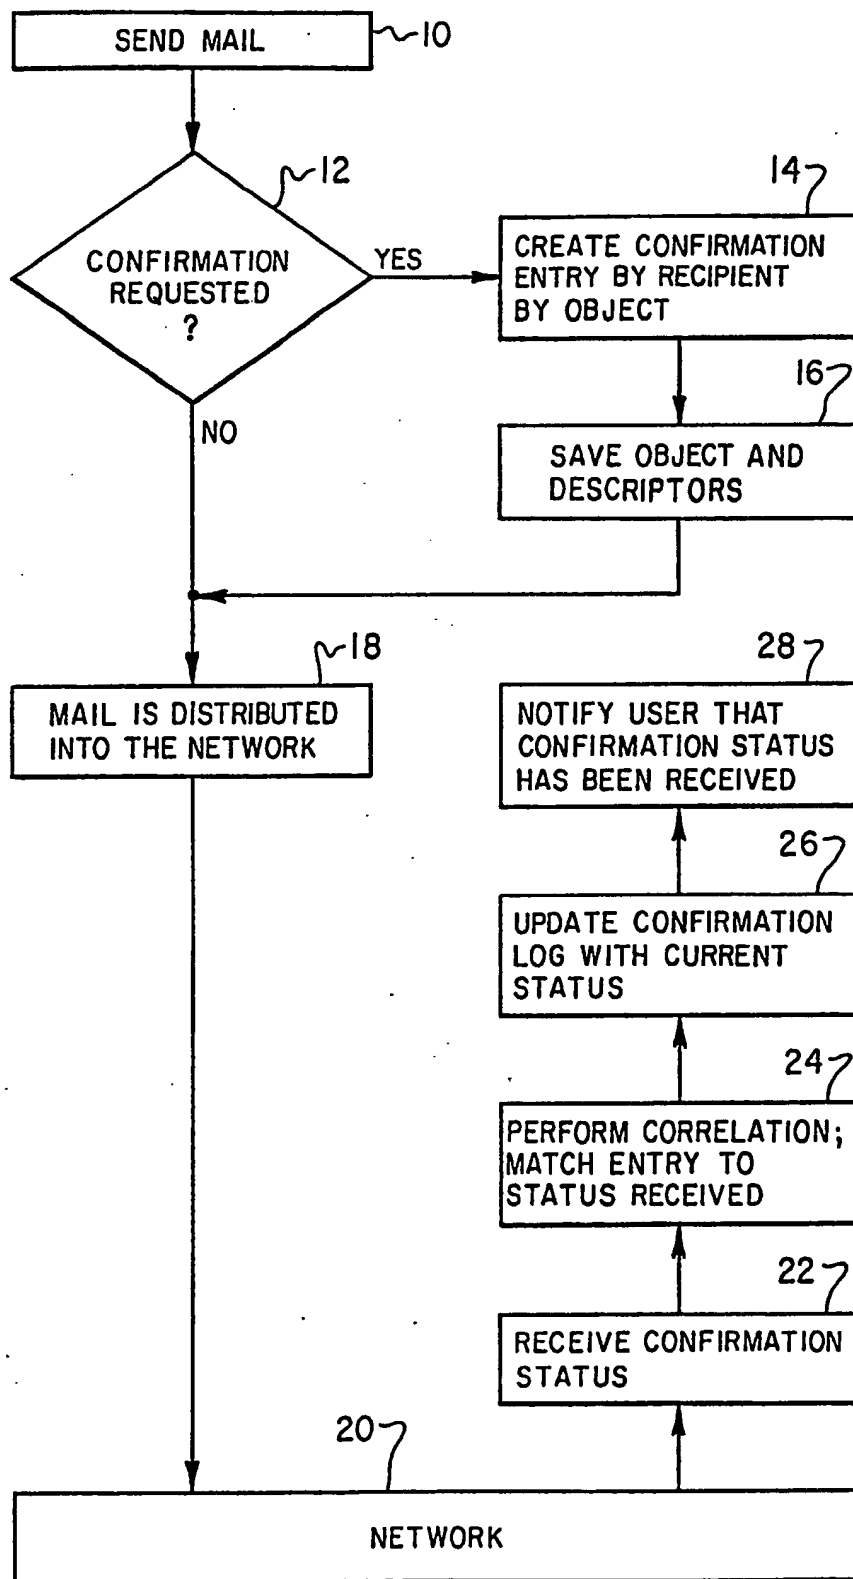 SEND MAIL
10
12
CONFIRMATION
REQUESTED
?
YES
NO
14
CREATE CONFIRMATION
ENTRY BY RECIPIENT
BY OBJECT
16
SAVE OBJECT AND
DESCRIPTORS
18
MAIL IS DISTRIBUTED
INTO THE NETWORK
28
NOTIFY USER THAT
CONFIRMATION STATUS
HAS BEEN RECEIVED
26
UPDATE CONFIRMATION
LOG WITH CURRENT
STATUS
24
PERFORM CORRELATION;
MATCH ENTRY TO
STATUS RECEIVED
22
RECEIVE CONFIRMATION
STATUS
20
NETWORK